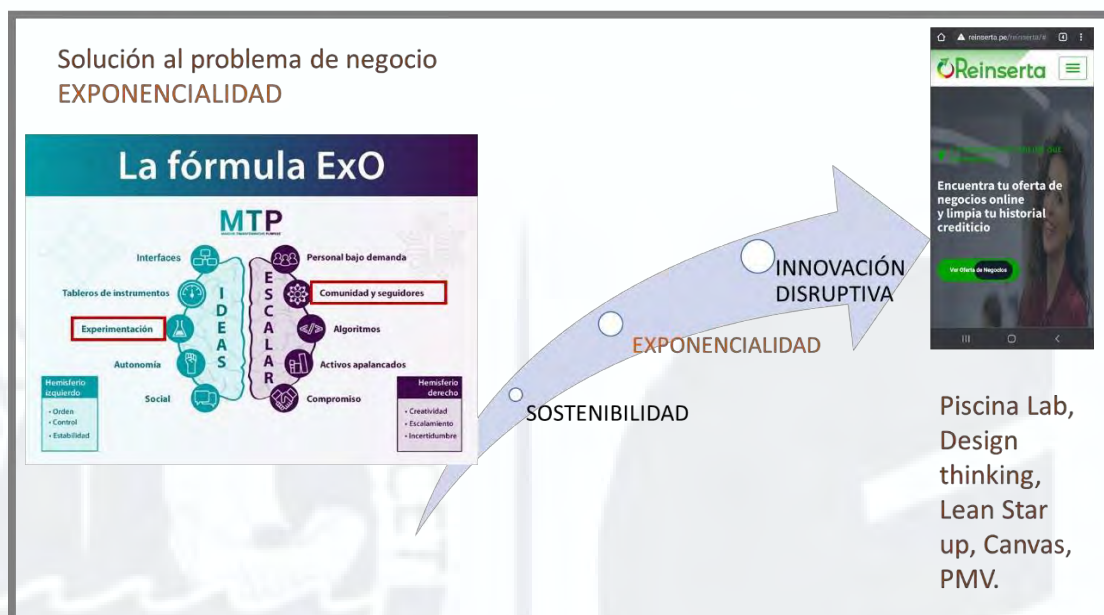 Solución al problema de negocio
EXPONENCIALIDAD
La fórmula ExO
MTP
Interfaces
Tableros de instrumentos
Experimentación
Autonomía
Social
IDEAS
ESCALAR
Personal bajo demanda
Comunidad y seguidores
Algoritmos
Activos apalancados
Compromiso
Hemisferio
izquierdo
• Orden
• Control
• Estabilidad
Hemisferio
derecho
• Creatividad
• Escalamiento
• Incertidumbre
SOSTENIBILIDAD
EXPONENCIALIDAD
INNOVACIÓN
DISRUPTIVA
reinserta.pe/reinserta/#
Reinserta
Encuentra tu oferta de
negocios online
y limpia tu historial
crediticio
Ver Oferta de Negocios
Piscina Lab,
Design
thinking,
Lean Star
up, Canvas,
PMV.